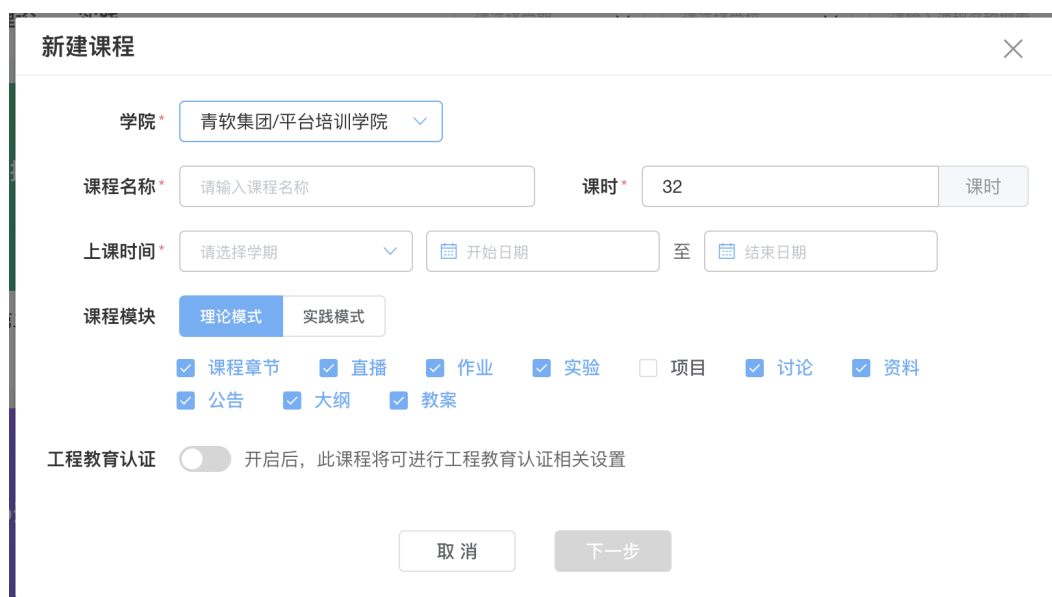 新建课程
学院* 青软集团/平台培训学院
课程名称* 请输入课程名称 课时* 32 课时
上课时间* 请选择学期 开始日期 至 结束日期
课程模块 理论模式 实践模式
课程章节 直播 作业 实验 项目 讨论 资料
公告 大纲 教案
工程教育认证 开启后，此课程将可进行工程教育认证相关设置
取消 下一步